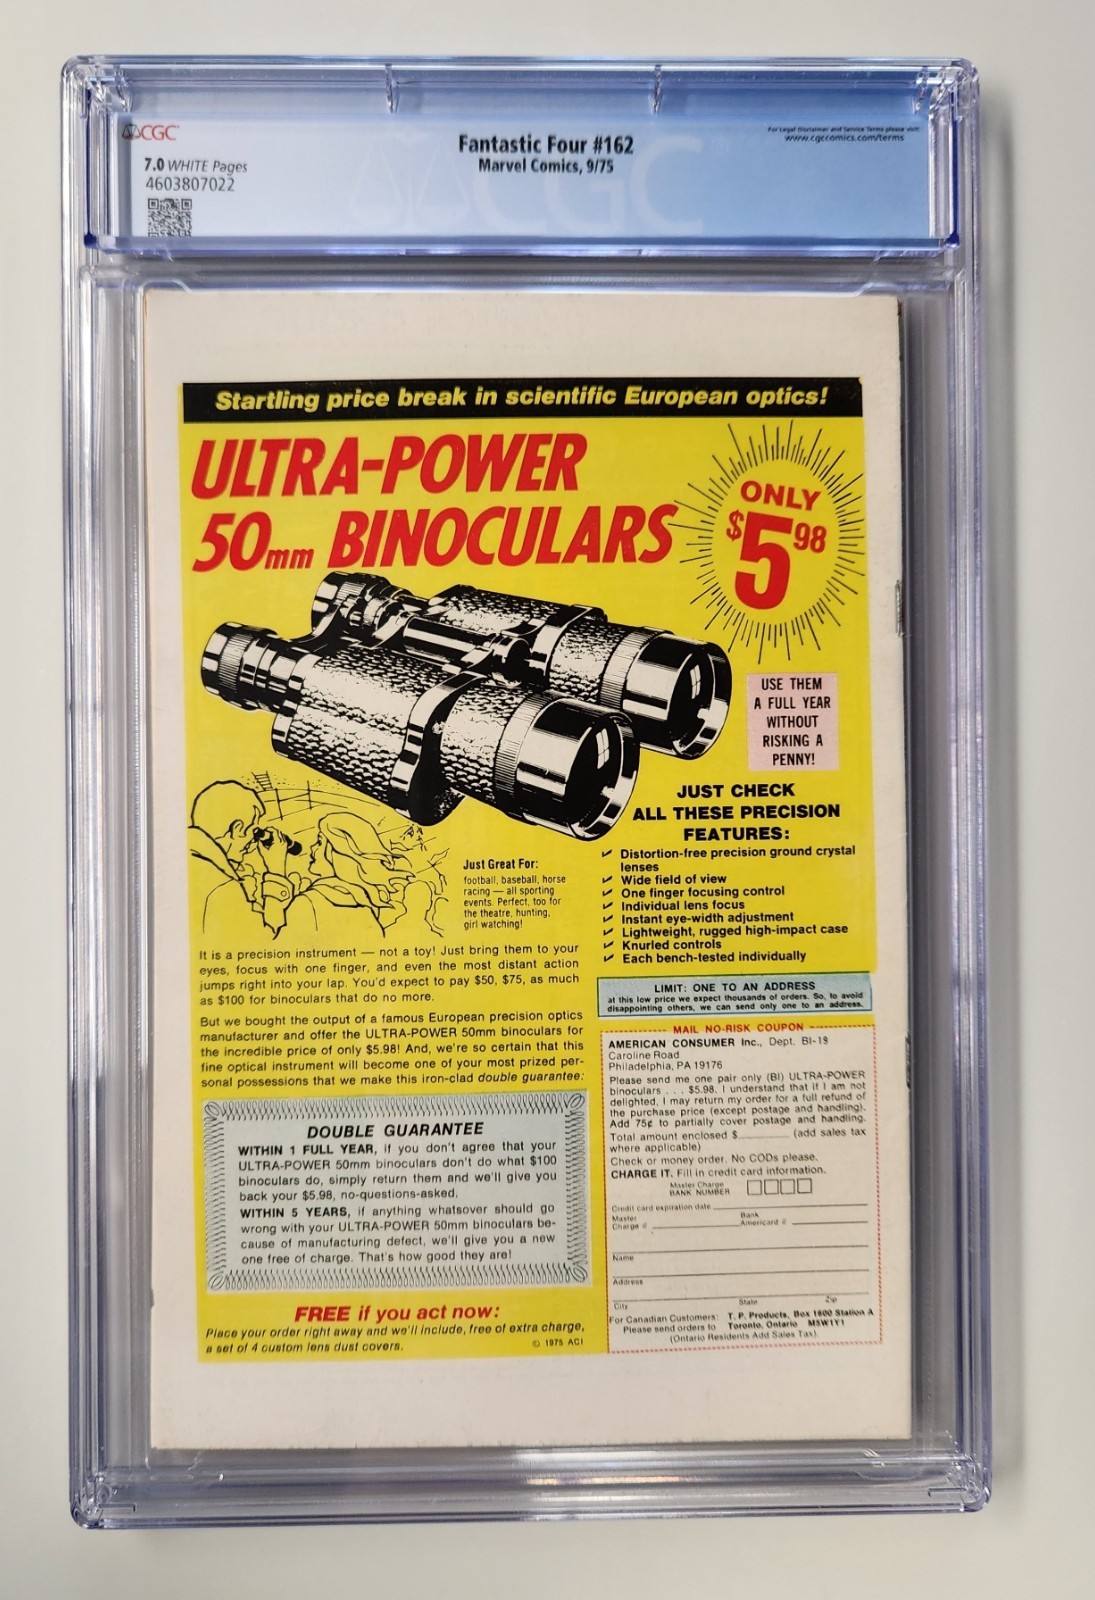 CGC
7.0 WHITE Pages
4603807022
Fantastic Four #162
Marvel Comics, 9/75
For Legal Disclaimer and Service Terms please visit:
www.cgccomics.com/terms
CGC
Startling price break in scientific European optics!
ULTRA-POWER
50mm BINOCULARS
ONLY
$5 98
USE THEM
A FULL YEAR
WITHOUT
RISKING A
PENNY!
JUST CHECK
ALL THESE PRECISION
FEATURES:
✓ Distortion-free precision ground crystal
lenses
✓ Wide field of view
✓ One finger focusing control
✓ Individual lens focus
✓ Instant eye-width adjustment
✓ Lightweight, rugged high-impact case
✓ Knurled controls
✓ Each bench-tested individually
Just Great For:
football, baseball, horse
racing — all sporting
events. Perfect, too for
the theatre, hunting,
girl watching!
It is a precision instrument — not a toy! Just bring them to your
eyes, focus with one finger, and even the most distant action
jumps right into your lap. You'd expect to pay $50, $75, as much
as $100 for binoculars that do no more.
But we bought the output of a famous European precision optics
manufacturer and offer the ULTRA-POWER 50mm binoculars for
the incredible price of only $5.98! And, we're so certain that this
fine optical instrument will become one of your most prized per-
sonal possessions that we make this iron-clad double guarantee:
DOUBLE GUARANTEE
WITHIN 1 FULL YEAR, if you don't agree that your
ULTRA-POWER 50mm binoculars don't do what $100
binoculars do, simply return them and we'll give you
back your $5.98, no-questions-asked.
WITHIN 5 YEARS, if anything whatsoever should go
wrong with your ULTRA-POWER 50mm binoculars be-
cause of manufacturing defect, we'll give you a new
one free of charge. That's how good they are!
FREE if you act now:
Place your order right away and we'll include, free of extra charge,
a set of 4 custom lens dust covers.
© 1975 ACI
LIMIT: ONE TO AN ADDRESS
at this low price we expect thousands of orders. So, to avoid
disappointing others, we can send only one to an address.
MAIL NO-RISK COUPON
AMERICAN CONSUMER Inc., Dept. BI-19
Caroline Road
Philadelphia, PA 19176
Please send me one pair only (BI) ULTRA-POWER
binoculars . . . $5.98. I understand that if I am not
delighted, I may return my order for a full refund of
the purchase price (except postage and handling).
Add 75¢ to partially cover postage and handling.
Total amount enclosed $ (add sales tax
where applicable)
Check or money order. No CODs please.
CHARGE IT. Fill in credit card information.
Master Charge
BANK NUMBER
Credit card expiration date
Master
Charge #
Bank
Americard #
Name
Address
City State Zip
For Canadian Customers: T. P. Products, Box 1600 Station A
Please send orders to Toronto, Ontario M5W1Y1
(Ontario Residents Add Sales Tax)